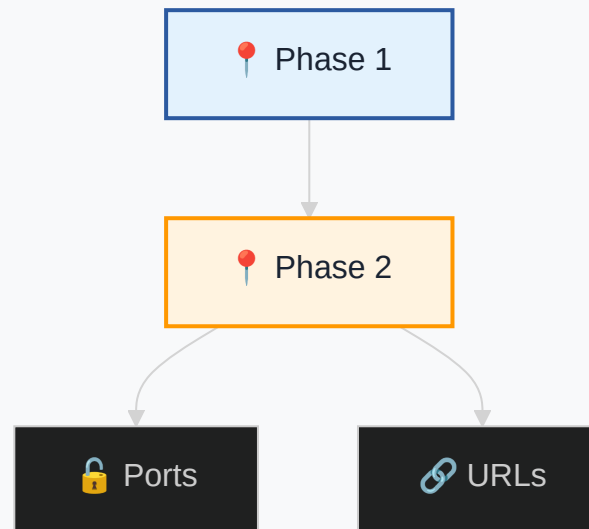 📍 Phase 1
📍 Phase 2
🔓 Ports
🔗 URLs